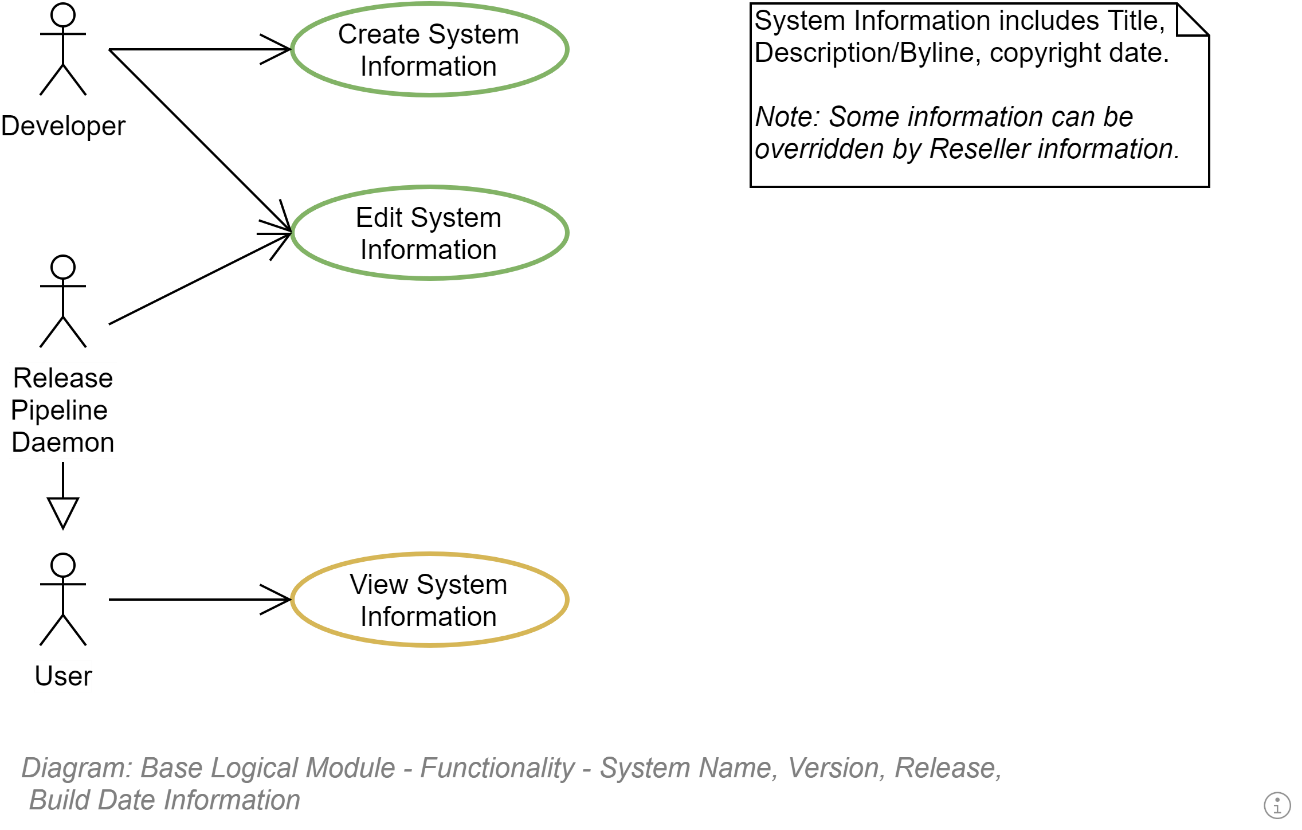 Create System
Information
Developer
System Information includes Title,
Description/Byline, copyright date.
Note: Some information can be
overridden by Reseller information.
Edit System
Information
Release
Pipeline
Daemon
View System
Information
User
Diagram: Base Logical Module - Functionality - System Name, Version, Release,
Build Date Information